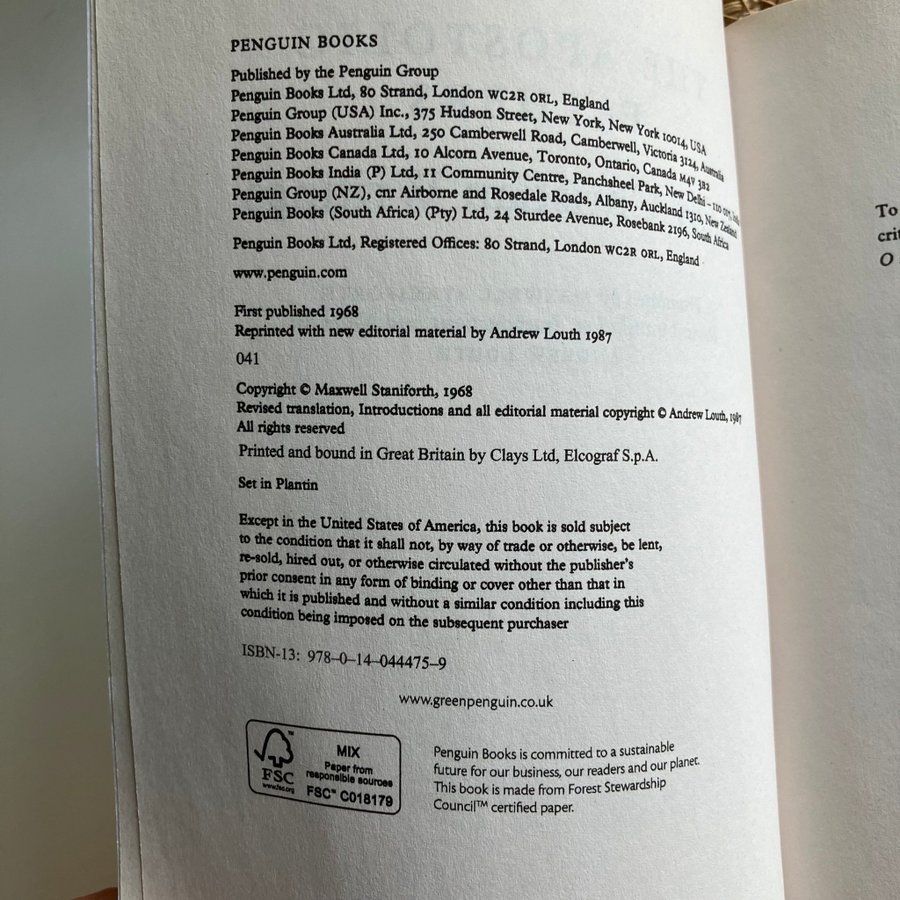 PENGUIN BOOKS
Published by the Penguin Group
Penguin Books Ltd, 80 Strand, London WC2R ORL, England
Penguin Group (USA) Inc., 375 Hudson Street, New York, New York 10014, USA
Penguin Books Australia Ltd, 250 Camberwell Road, Camberwell, Victoria 3124, Australia
Penguin Books Canada Ltd, 10 Alcorn Avenue, Toronto, Ontario, Canada M4V 3B2
Penguin Books India (P) Ltd, 11 Community Centre, Panchsheel Park, New Delhi – 110 017, India
Penguin Group (NZ), cnr Airborne and Rosedale Roads, Albany, Auckland 1310, New Zealand
Penguin Books (South Africa) (Pty) Ltd, 24 Sturdee Avenue, Rosebank 2196, South Africa
Penguin Books Ltd, Registered Offices: 80 Strand, London WC2R ORL, England
www.penguin.com
First published 1968
Reprinted with new editorial material by Andrew Louth 1987
041
Copyright © Maxwell Staniforth, 1968
Revised translation, Introductions and all editorial material copyright © Andrew Louth, 1987
All rights reserved
Printed and bound in Great Britain by Clays Ltd, Elcograf S.p.A.
Set in Plantin
Except in the United States of America, this book is sold subject
to the condition that it shall not, by way of trade or otherwise, be lent,
re-sold, hired out, or otherwise circulated without the publisher's
prior consent in any form of binding or cover other than that in
which it is published and without a similar condition including this
condition being imposed on the subsequent purchaser
ISBN-13: 978–0–14–044475–9
www.greenpenguin.co.uk
FSC
www.fsc.org
MIX
Paper from
responsible sources
FSC™ C018179
Penguin Books is committed to a sustainable
future for our business, our readers and our planet.
This book is made from Forest Stewardship
Council™ certified paper.
To
O